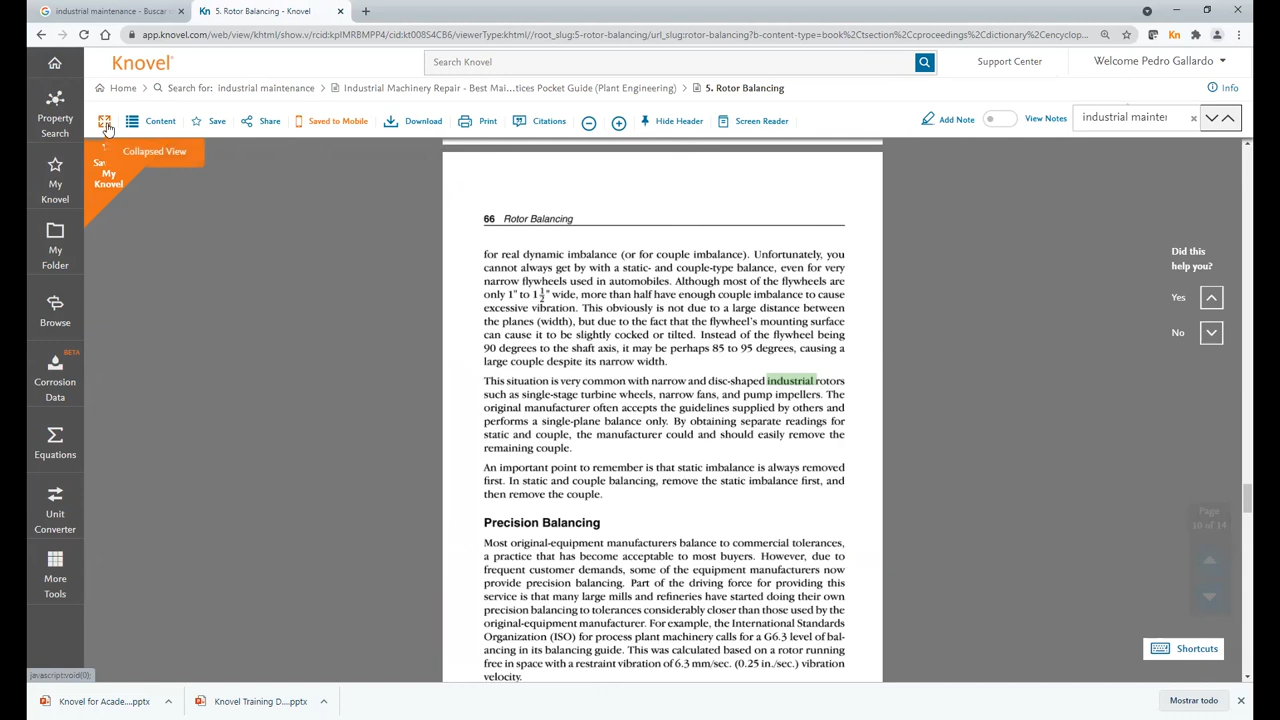 industrial maintenance - Buscar
Kn 5. Rotor Balancing - Knovel
app.knovel.com/web/view/khtml/show.v/rcid:kpIMRBMPP4/cid:kt008S4CB6/viewerType:khtml//root_slug:5-rotor-balancing/url_slug:rotor-balancing?b-content-type=book%2Ctsection%2Ccproceedings%2Cdictionary%2Cencyclop...
Kn
Knovel
Search Knovel
Support Center
Welcome Pedro Gallardo
Home
Search for: industrial maintenance
Industrial Machinery Repair - Best Mai...tices Pocket Guide (Plant Engineering)
5. Rotor Balancing
Info
Content
Save
Share
Saved to Mobile
Download
Print
Citations
Hide Header
Screen Reader
Add Note
View Notes
industrial mainter
Collapsed View
My
Knovel
Property
Search
My
Knovel
My
Folder
Browse
BETA
Corrosion
Data
Equations
Unit
Converter
More
Tools
66 Rotor Balancing
for real dynamic imbalance (or for couple imbalance). Unfortunately, you
cannot always get by with a static- and couple-type balance, even for very
narrow flywheels used in automobiles. Although most of the flywheels are
only 1" to 1 1/2" wide, more than half have enough couple imbalance to cause
excessive vibration. This obviously is not due to a large distance between
the planes (width), but due to the fact that the flywheel's mounting surface
can cause it to be slightly cocked or tilted. Instead of the flywheel being
90 degrees to the shaft axis, it may be perhaps 85 to 95 degrees, causing a
large couple despite its narrow width.
This situation is very common with narrow and disc-shaped industrial rotors
such as single-stage turbine wheels, narrow fans, and pump impellers. The
original manufacturer often accepts the guidelines supplied by others and
performs a single-plane balance only. By obtaining separate readings for
static and couple, the manufacturer could and should easily remove the
remaining couple.
An important point to remember is that static imbalance is always removed
first. In static and couple balancing, remove the static imbalance first, and
then remove the couple.
Precision Balancing
Most original-equipment manufacturers balance to commercial tolerances,
a practice that has become acceptable to most buyers. However, due to
frequent customer demands, some of the equipment manufacturers now
provide precision balancing. Part of the driving force for providing this
service is that many large mills and refineries have started doing their own
precision balancing to tolerances considerably closer than those used by the
original-equipment manufacturer. For example, the International Standards
Organization (ISO) for process plant machinery calls for a G6.3 level of bal-
ancing in its balancing guide. This was calculated based on a rotor running
free in space with a restraint vibration of 6.3 mm/sec. (0.25 in./sec.) vibration
velocity.
Did this
help you?
Yes
No
Page
10 of 14
Shortcuts
javascript:void(0);
Knovel for Acade....pptx
Knovel Training D....pptx
Mostrar todo